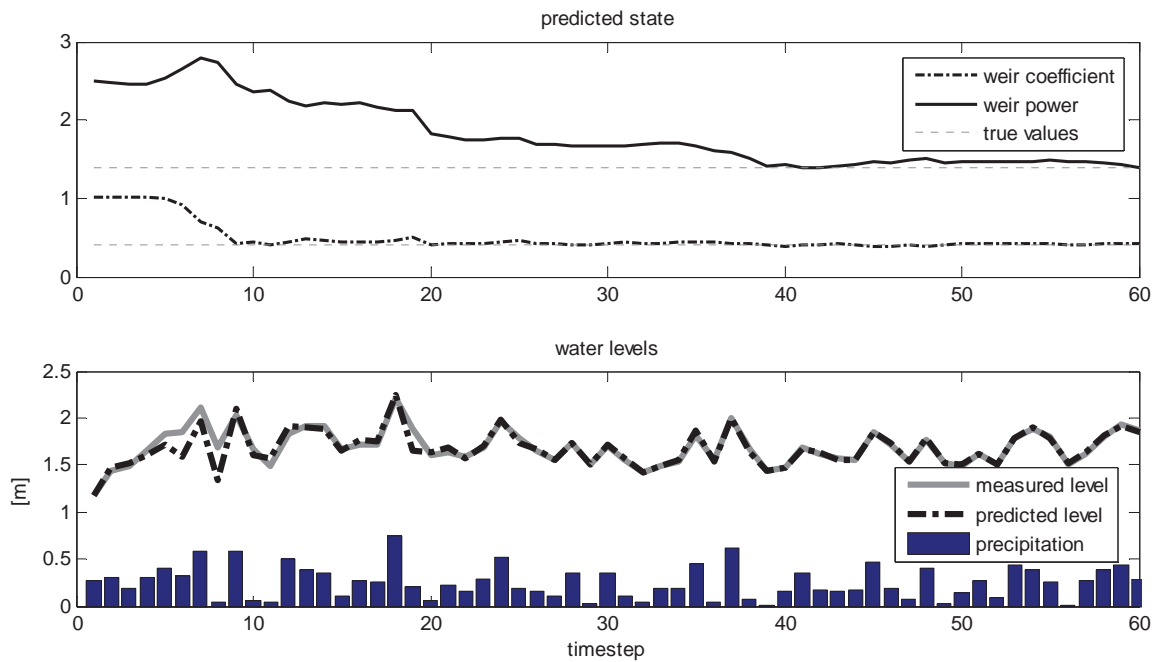 predicted state
3
2
1
0
weir coefficient
weir power
true values
0 10 20 30 40 50 60
water levels
2.5
2
1.5
1
0.5
0
[m]
measured level
predicted level
precipitation
0 10 20 30 40 50 60
timestep